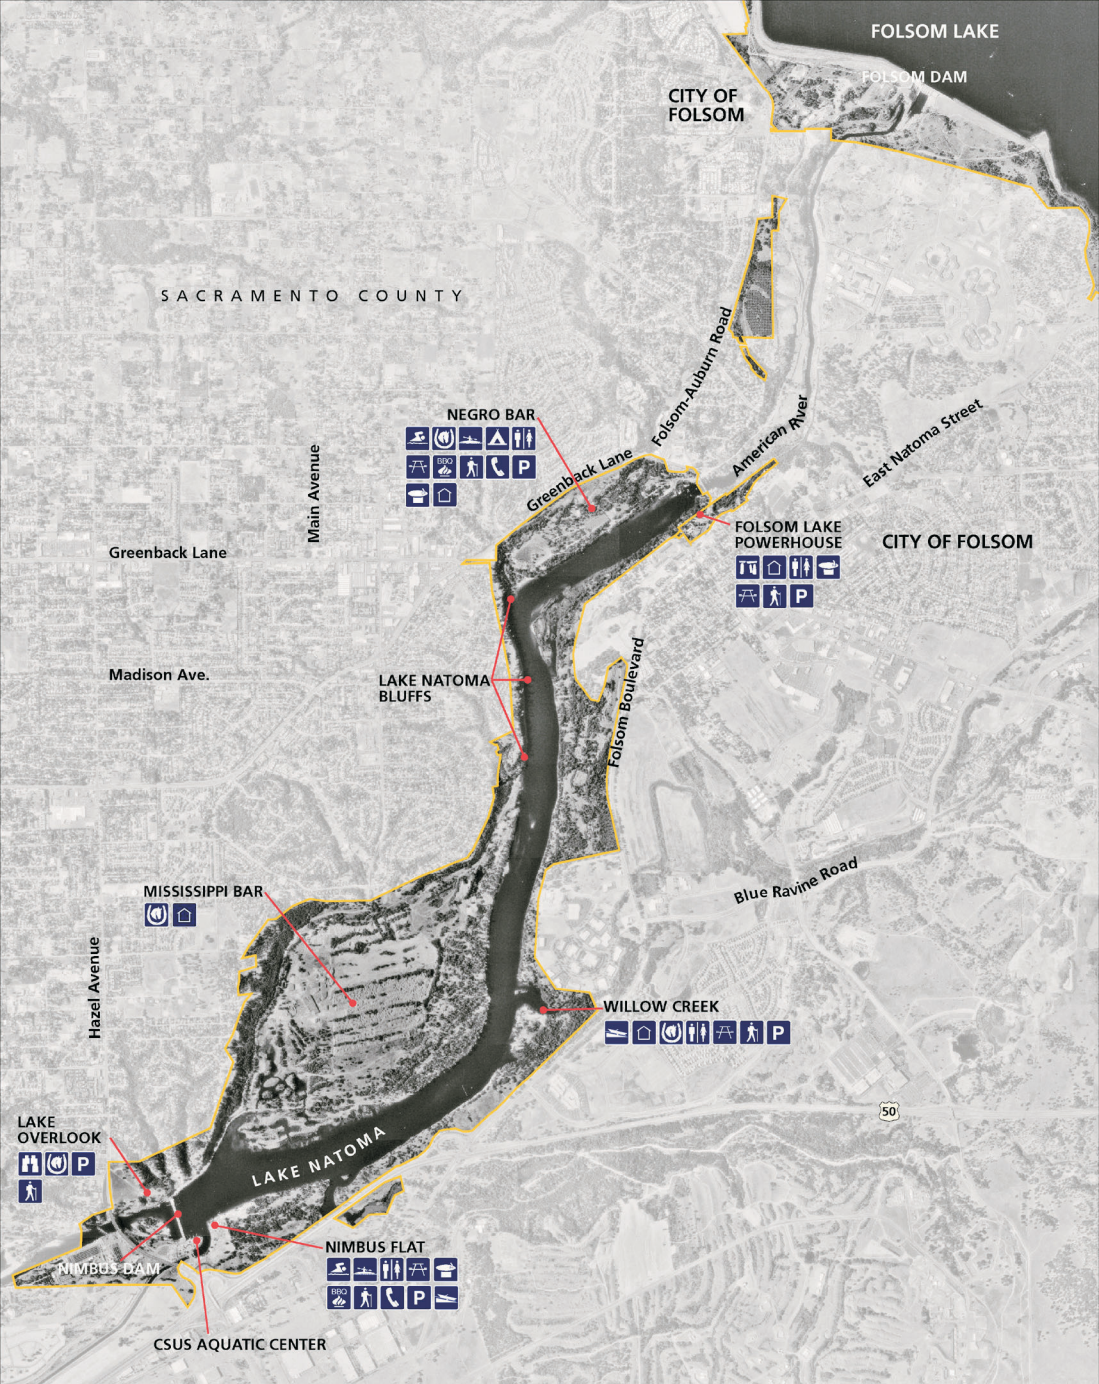 FOLSOM LAKE
FOLSOM DAM
CITY OF
FOLSOM
SACRAMENTO COUNTY
Folsom-Auburn Road
American River
East Natoma Street
NEGRO BAR
BBQ
P
Greenback Lane
Main Avenue
Greenback Lane
FOLSOM LAKE
POWERHOUSE
P
CITY OF FOLSOM
Madison Ave.
LAKE NATOMA
BLUFFS
Folsom Boulevard
MISSISSIPPI BAR
Blue Ravine Road
Hazel Avenue
WILLOW CREEK
P
50
LAKE
OVERLOOK
P
LAKE NATOMA
NIMBUS FLAT
BBQ
P
NIMBUS DAM
CSUS AQUATIC CENTER